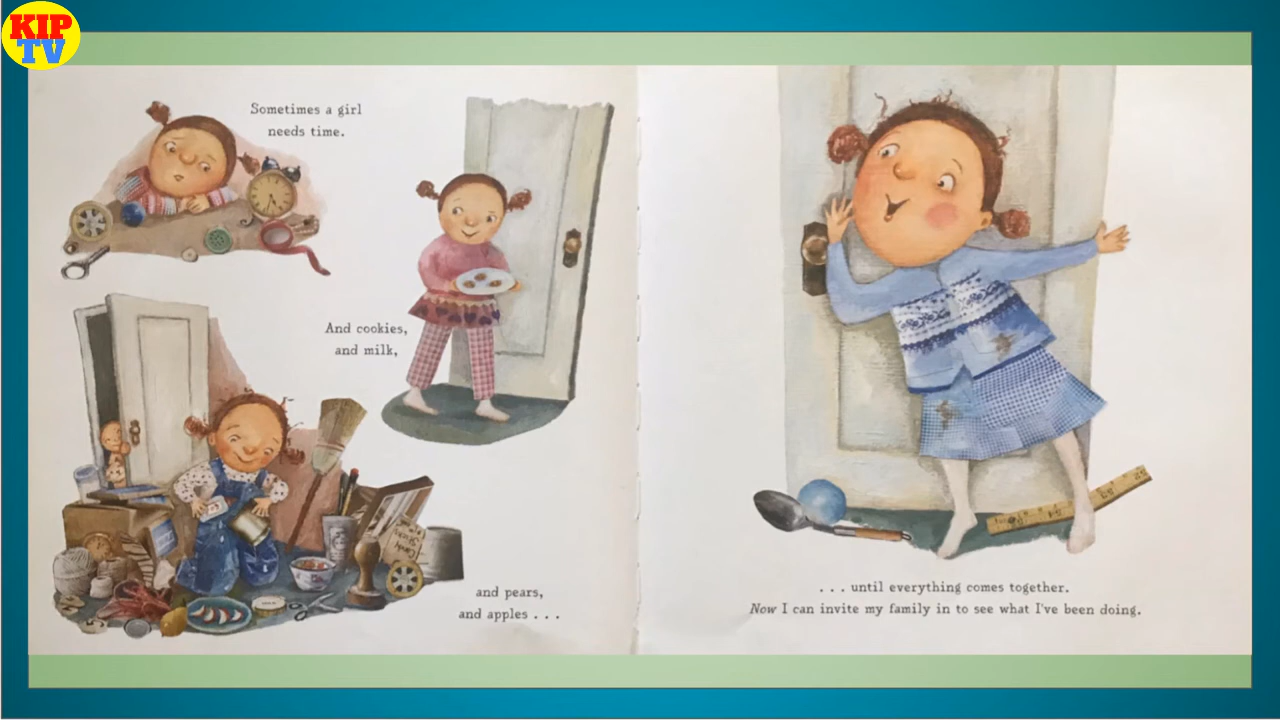 KIP
TV
Sometimes a girl
needs time.
And cookies,
and milk,
and pears,
and apples . . .
. . . until everything comes together.
Now I can invite my family in to see what I've been doing.